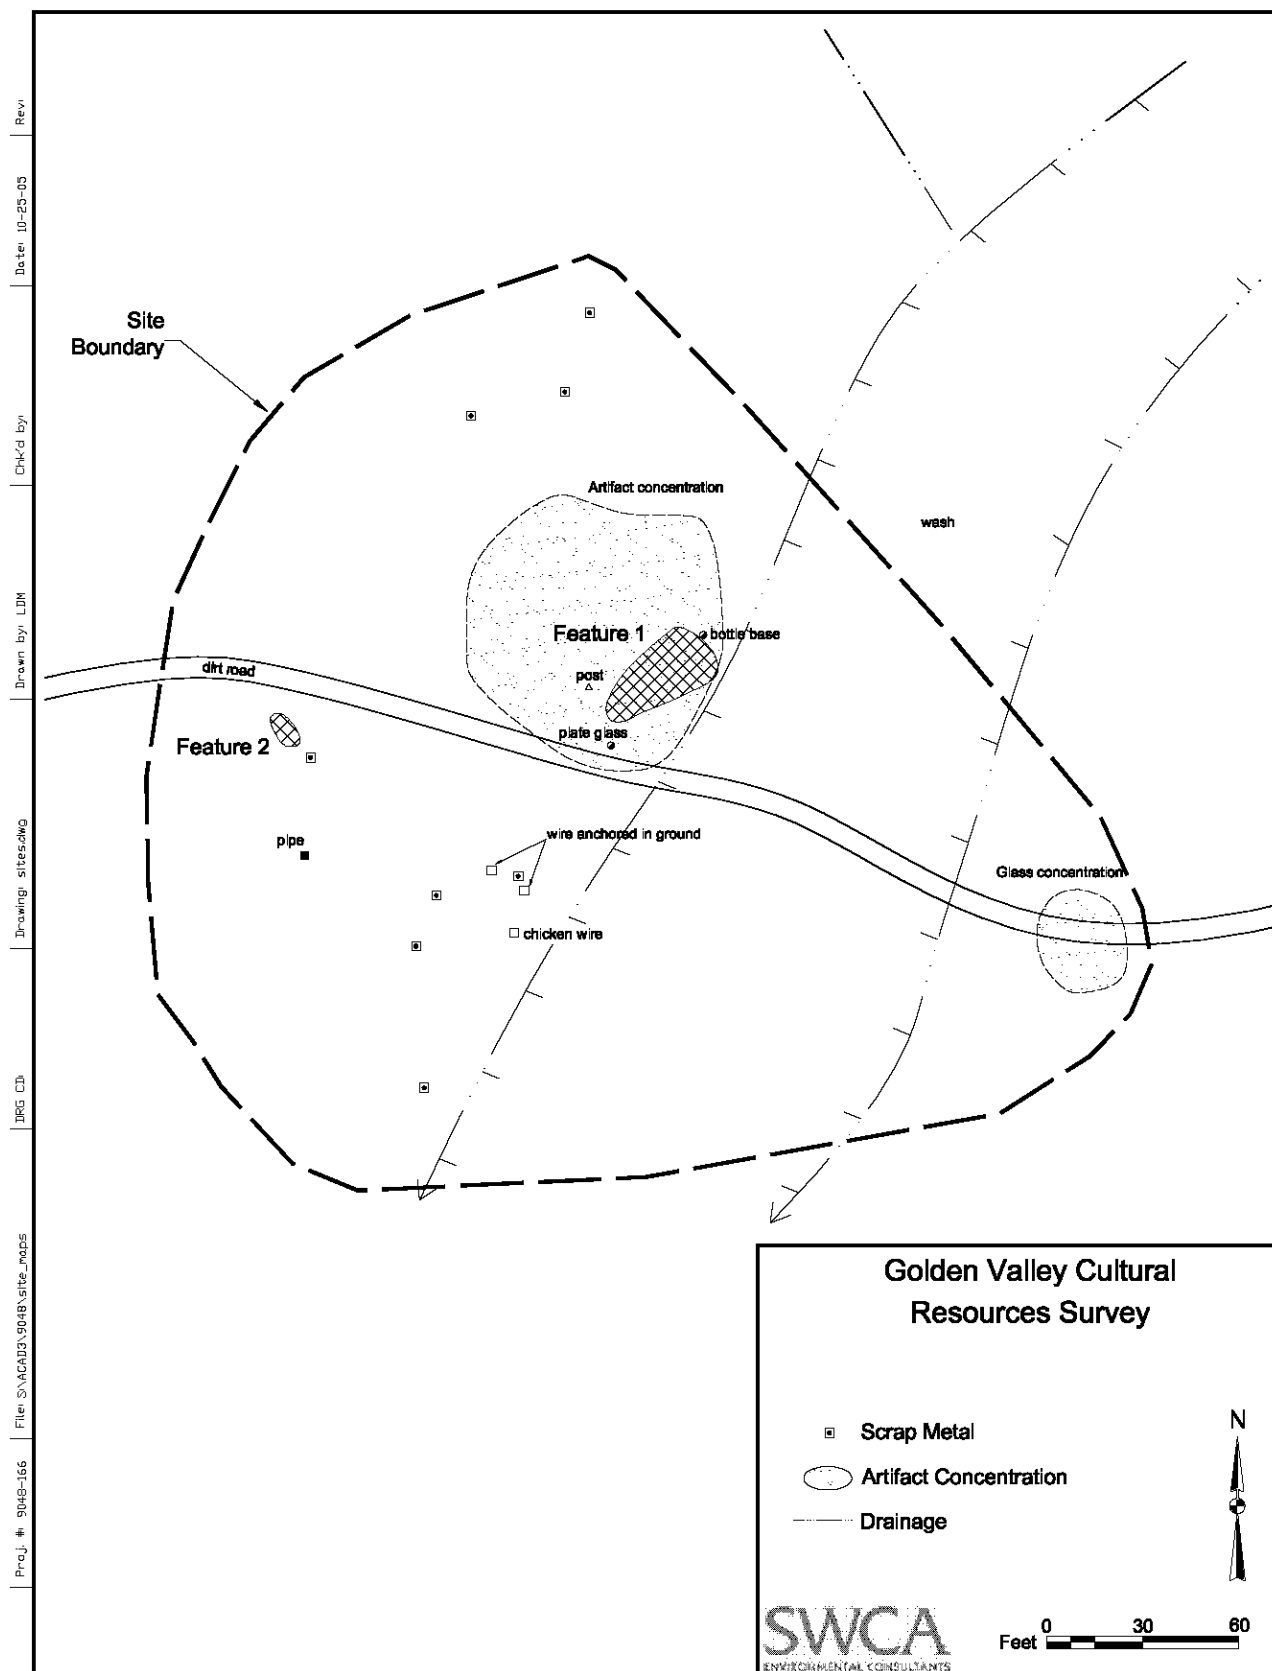 Rev:
Date: 10-25-05
Chk'd by:
Drawn by: LDM
Drawing: sites.dwg
DRG CD:
File: S:\ACAD3\9048\site_maps
Proj. #: 9048-166
Site
Boundary
Artifact concentration
wash
Feature 1
bottle base
dirt road
post
plate glass
Feature 2
pipe
wire anchored in ground
Glass concentration
chicken wire
Golden Valley Cultural
Resources Survey
Scrap Metal
Artifact Concentration
Drainage
N
SWCA
ENVIRONMENTAL CONSULTANTS
Feet 0 30 60